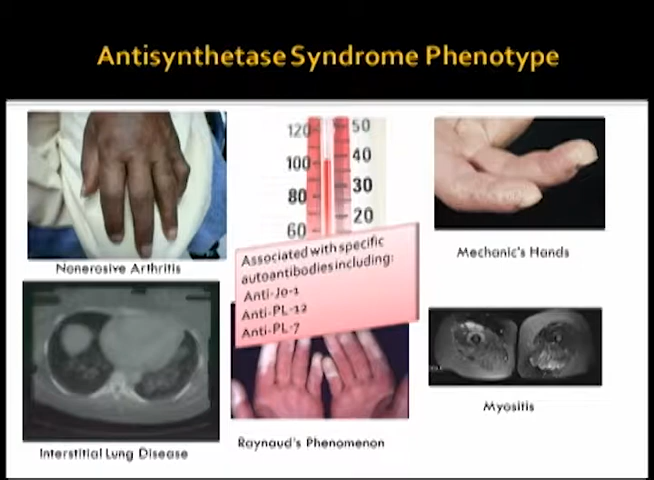 Antisynthetase Syndrome Phenotype
120
50
100
40
80
30
60
20
Associated with specific
autoantibodies including:
Anti-Jo-1
Anti-PL-12
Anti-PL-7
Nonerosive Arthritis
Mechanic's Hands
Interstitial Lung Disease
Raynaud's Phenomenon
Myositis